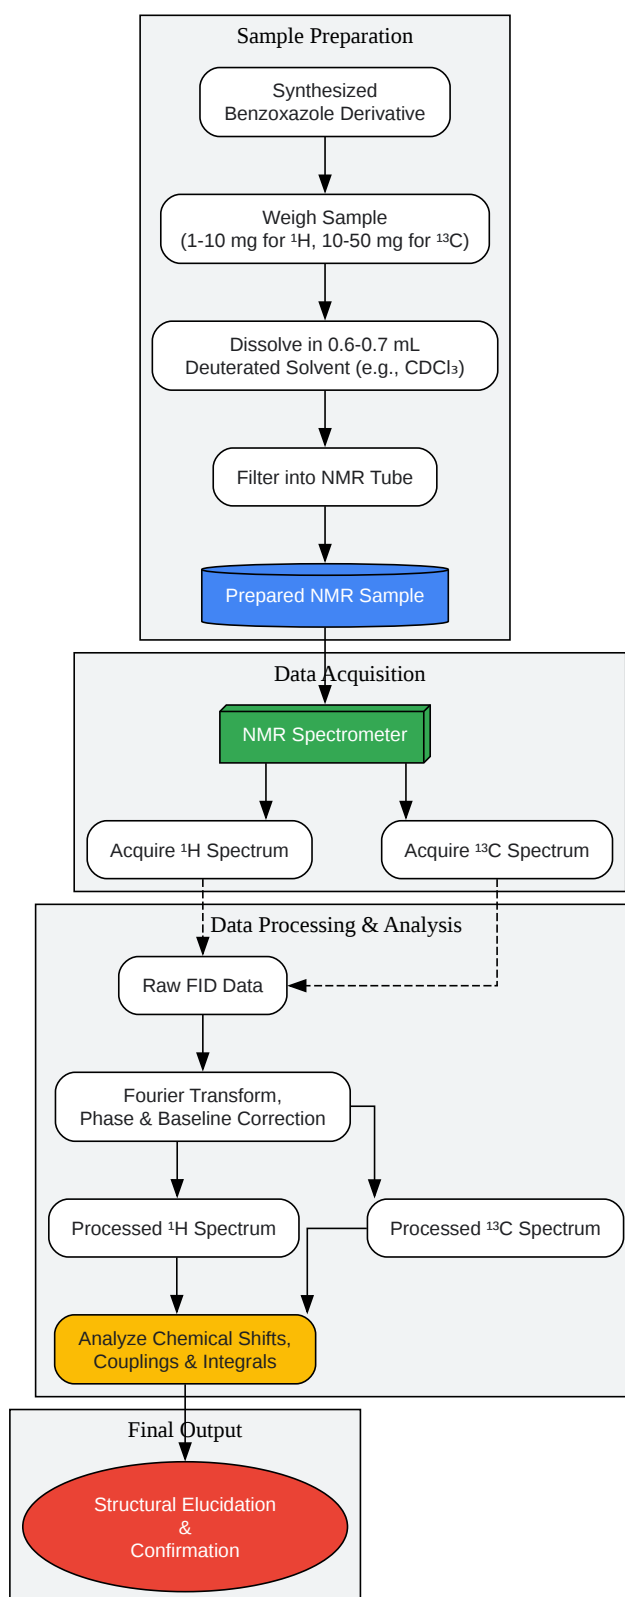 Sample Preparation
Synthesized
Benzoxazole Derivative
Weigh Sample
(1-10 mg for ¹H, 10-50 mg for ¹³C)
Dissolve in 0.6-0.7 mL
Deuterated Solvent (e.g., CDCl₃)
Filter into NMR Tube
Prepared NMR Sample
Data Acquisition
NMR Spectrometer
Acquire ¹H Spectrum
Acquire ¹³C Spectrum
Data Processing & Analysis
Raw FID Data
Fourier Transform,
Phase & Baseline Correction
Processed ¹H Spectrum
Processed ¹³C Spectrum
Analyze Chemical Shifts,
Couplings & Integrals
Final Output
Structural Elucidation
&
Confirmation